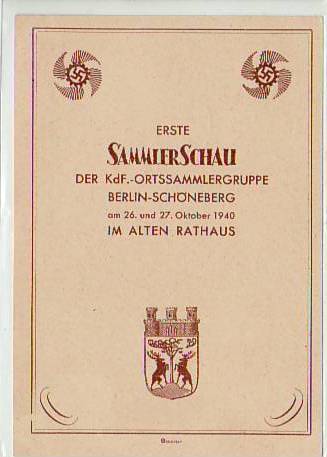 ERSTE
SAMMLERSCHAU
DER KdF.-ORTSSAMMLERGRUPPE
BERLIN-SCHÖNEBERG
am 26. und 27. Oktober 1940
IM ALTEN RATHAUS